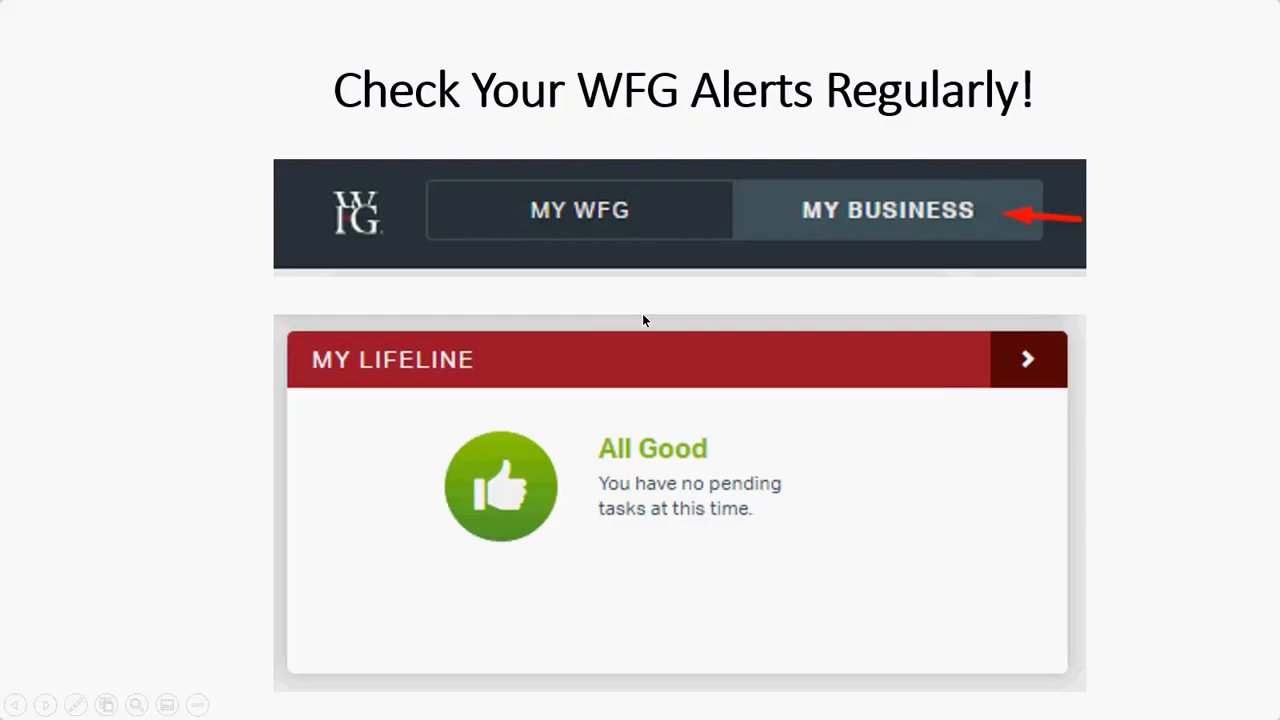 Check Your WFG Alerts Regularly!
WFG.
MY WFG
MY BUSINESS
MY LIFELINE
All Good
You have no pending
tasks at this time.